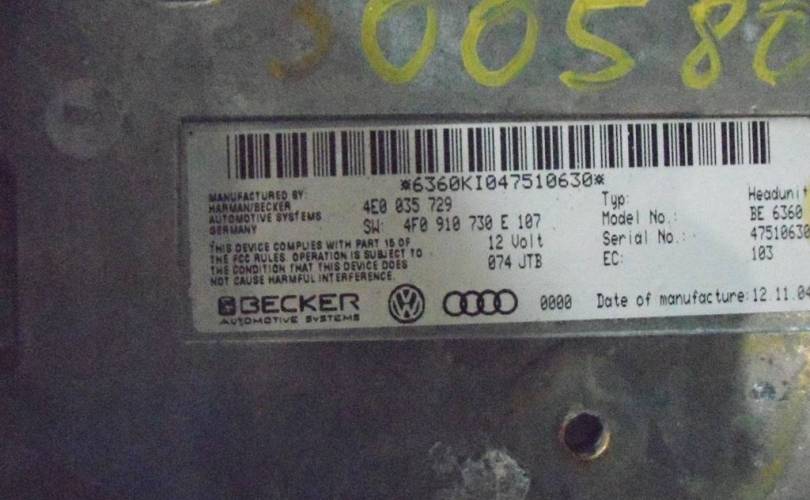 300580
*6360KI047510630*
MANUFACTURED BY:
HARMAN/BECKER
AUTOMOTIVE SYSTEMS
GERMANY
4E0 035 729
SW: 4F0 910 730 E 107
12 Volt
074 JTB
Typ: Headunit
Model No.: BE 6360
Serial No.: 47510630
EC: 103
THIS DEVICE COMPLIES WITH PART 15 OF
THE FCC RULES. OPERATION IS SUBJECT TO
THE CONDITION THAT THIS DEVICE DOES
NOT CAUSE HARMFUL INTERFERENCE.
BECKER
AUTOMOTIVE SYSTEMS
0000 Date of manufacture: 12.11.04